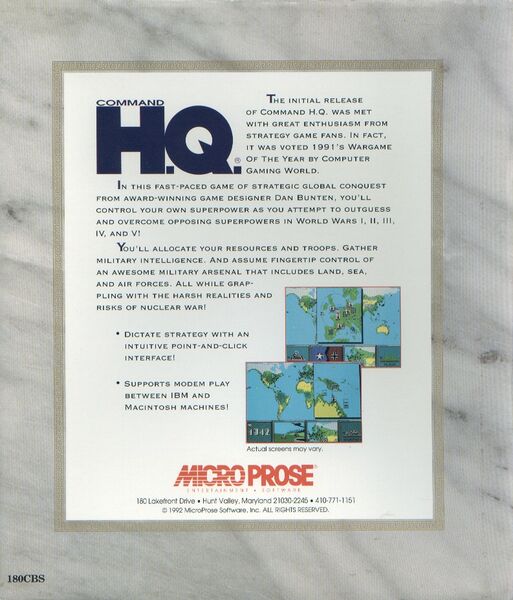 COMMAND
H.Q.®
THE INITIAL RELEASE
OF COMMAND H.Q. WAS MET
WITH GREAT ENTHUSIASM FROM
STRATEGY GAME FANS. IN FACT,
IT WAS VOTED 1991'S WARGAME
OF THE YEAR BY COMPUTER
GAMING WORLD.
IN THIS FAST-PACED GAME OF STRATEGIC GLOBAL CONQUEST
FROM AWARD-WINNING GAME DESIGNER DAN BUNTEN, YOU'LL
CONTROL YOUR OWN SUPERPOWER AS YOU ATTEMPT TO OUTGUESS
AND OVERCOME OPPOSING SUPERPOWERS IN WORLD WARS I, II, III,
IV, AND V!
YOU'LL ALLOCATE YOUR RESOURCES AND TROOPS. GATHER
MILITARY INTELLIGENCE. AND ASSUME FINGERTIP CONTROL OF
AN AWESOME MILITARY ARSENAL THAT INCLUDES LAND, SEA,
AND AIR FORCES. ALL WHILE GRAP-
PLING WITH THE HARSH REALITIES AND
RISKS OF NUCLEAR WAR!
• DICTATE STRATEGY WITH AN
INTUITIVE POINT-AND-CLICK
INTERFACE!
• SUPPORTS MODEM PLAY
BETWEEN IBM AND
MACINTOSH MACHINES!
1942
Actual screens may vary.
MICROPROSE®
ENTERTAINMENT • SOFTWARE
180 Lakefront Drive • Hunt Valley, Maryland 21030-2245 • 410-771-1151
© 1992 MicroProse Software, Inc. ALL RIGHTS RESERVED.
180CBS